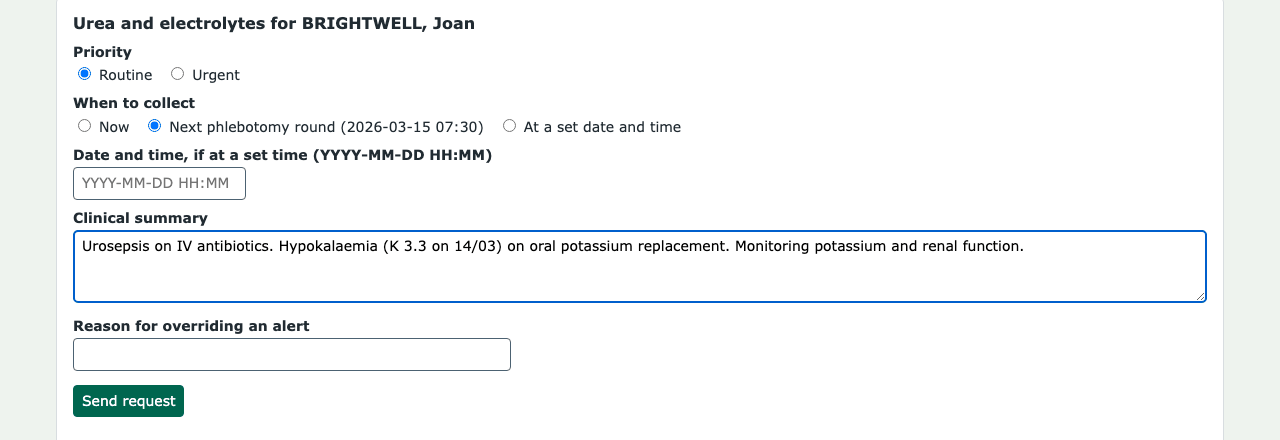 Urea and electrolytes for BRIGHTWELL, Joan
Priority
Routine Urgent
When to collect
Now Next phlebotomy round (2026-03-15 07:30) At a set date and time
Date and time, if at a set time (YYYY-MM-DD HH:MM)
YYYY-MM-DD HH:MM
Clinical summary
Urosepsis on IV antibiotics. Hypokalaemia (K 3.3 on 14/03) on oral potassium replacement. Monitoring potassium and renal function.
Reason for overriding an alert
Send request